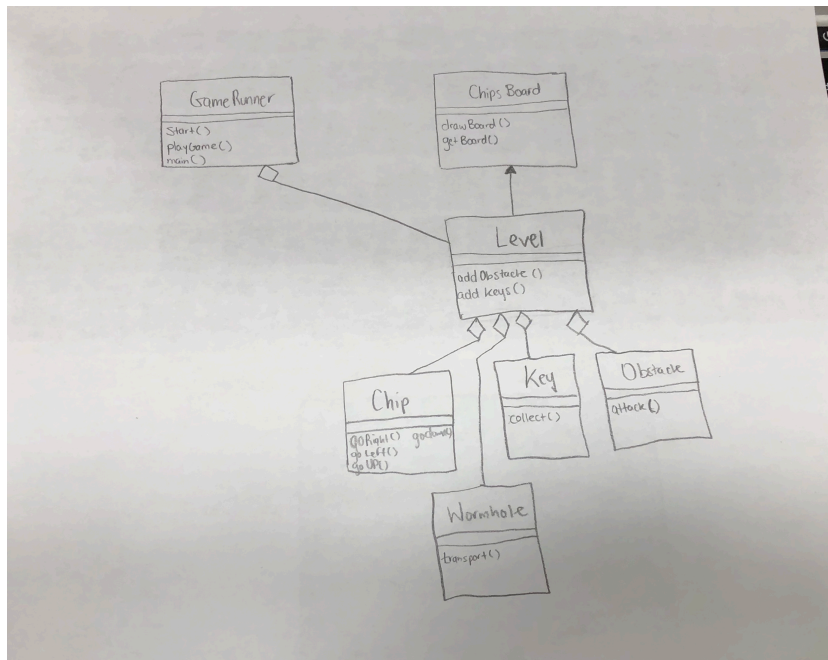 GameRunner
Start()
playGame()
main()
Chips Board
drawBoard()
getBoard()
Level
addObstacle()
add keys()
Chip
goRight() godown()
goLeft()
goUP()
Key
collect()
Obstacle
attack()
Wormhole
transport()